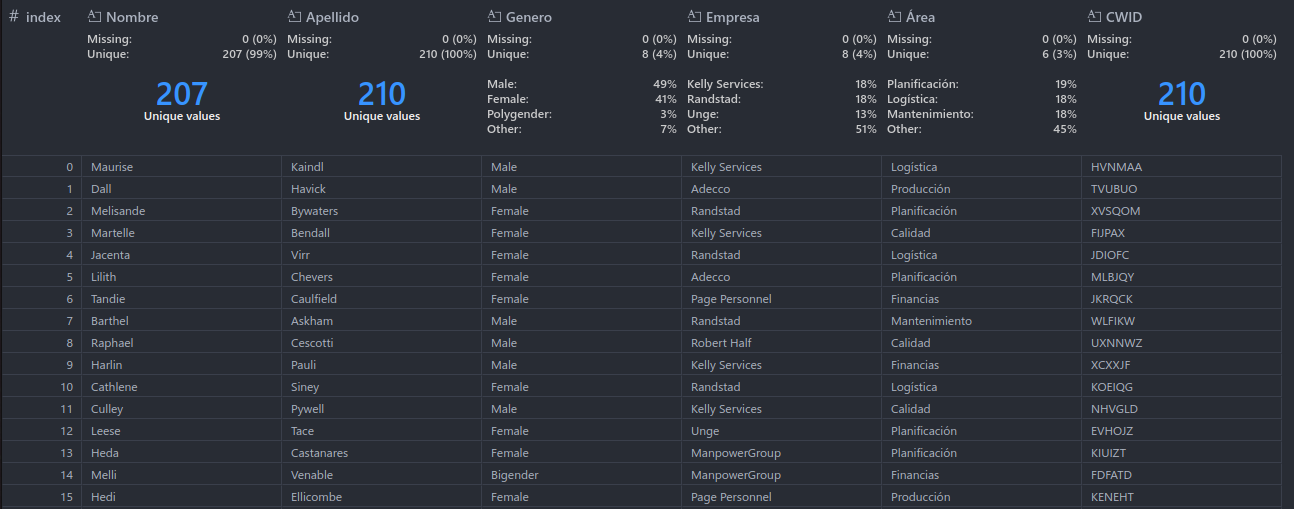 # index Nombre Apellido Genero Empresa Área CWID
Missing: 0 (0%) Missing: 0 (0%) Missing: 0 (0%) Missing: 0 (0%) Missing: 0 (0%) Missing: 0 (0%)
Unique: 207 (99%) Unique: 210 (100%) Unique: 8 (4%) Unique: 8 (4%) Unique: 6 (3%) Unique: 210 (100%)
207 210 Male: 49% Kelly Services: 18% Planificación: 19% 210
Unique values Unique values Female: 41% Randstad: 18% Logística: 18% Unique values
Polygender: 3% Unge: 13% Mantenimiento: 18%
Other: 7% Other: 51% Other: 45%
0 Maurise Kaindl Male Kelly Services Logística HVNMAA
1 Dall Havick Male Adecco Producción TVUBUO
2 Melisande Bywaters Female Randstad Planificación XVSQOM
3 Martelle Bendall Female Kelly Services Calidad FIJPAX
4 Jacenta Virr Female Randstad Logística JDIOFC
5 Lilith Chevers Female Adecco Planificación MLBJQY
6 Tandie Caulfield Female Page Personnel Financias JKRQCK
7 Barthel Askham Male Randstad Mantenimiento WLFIKW
8 Raphael Cescotti Male Robert Half Calidad UXNNWZ
9 Harlin Pauli Male Kelly Services Financias XCXXJF
10 Cathlene Siney Female Randstad Logística KOEIQG
11 Culley Pywell Male Kelly Services Calidad NHVGLD
12 Leese Tace Female Unge Planificación EVHOJZ
13 Heda Castanares Female ManpowerGroup Planificación KIUIZT
14 Melli Venable Bigender ManpowerGroup Financias FDFATD
15 Hedi Ellicombe Female Page Personnel Producción KENEHT